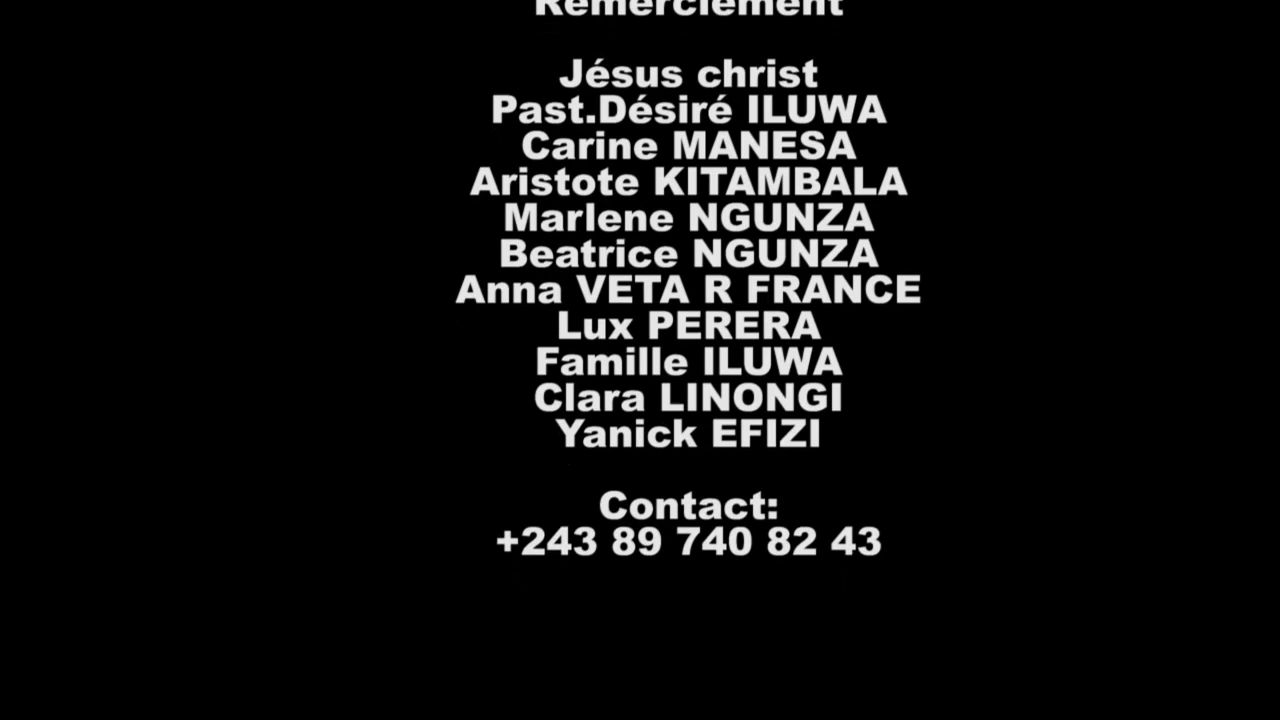 Remerciement
Jésus christ
Past.Désiré ILUWA
Carine MANESA
Aristote KITAMBALA
Marlene NGUNZA
Beatrice NGUNZA
Anna VETA R FRANCE
Lux PERERA
Famille ILUWA
Clara LINONGI
Yanick EFIZI
Contact:
+243 89 740 82 43